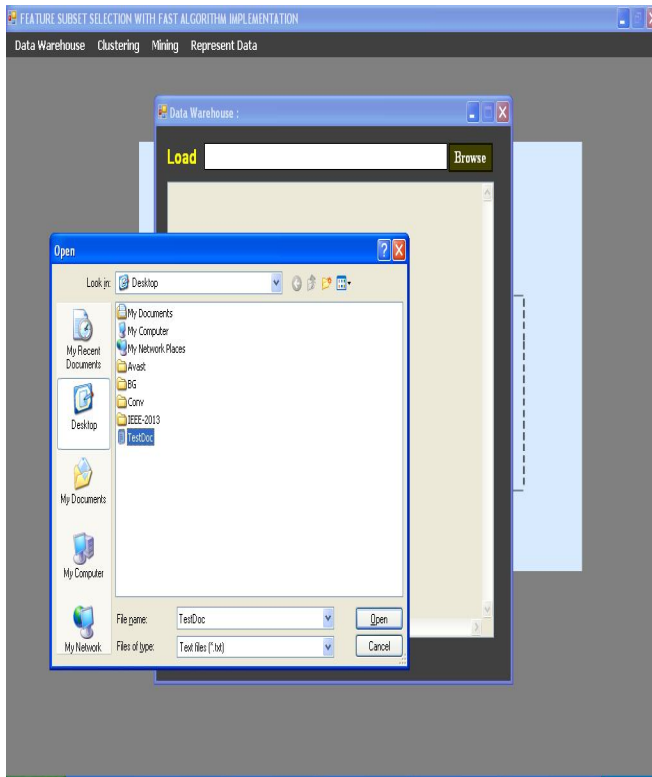 FEATURE SUBSET SELECTION WITH FAST ALGORITHM IMPLEMENTATION
Data Warehouse Clustering Mining Represent Data
Data Warehouse :
Load Browse
Open
Look in: Desktop
My Recent Documents
Desktop
My Documents
My Computer
My Network
My Documents
My Computer
My Network Places
Avast
BG
Conv
IEEE-2013
TestDoc
File name: TestDoc Open
Files of type: Text files (*.txt) Cancel